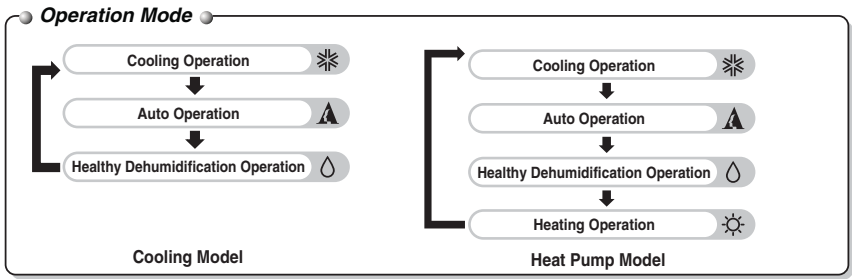 Operation Mode
Cooling Operation
Auto Operation
Healthy Dehumidification Operation
Cooling Model
Cooling Operation
Auto Operation
Healthy Dehumidification Operation
Heating Operation
Heat Pump Model